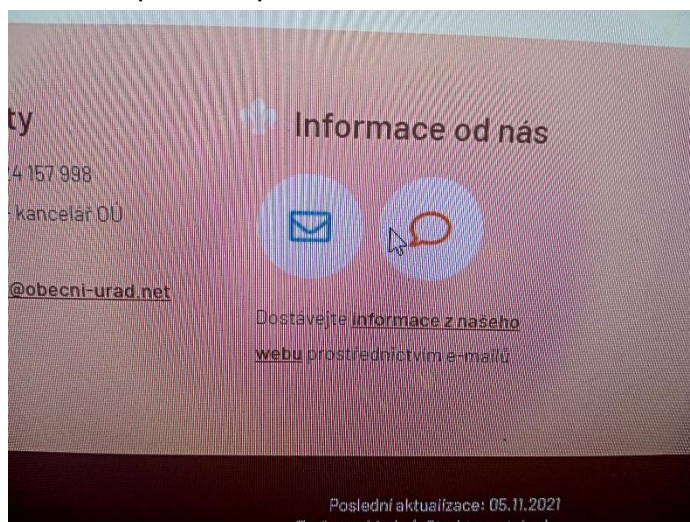 ty
Informace od nás
4 157 998
kancelář OÚ
@obecni-urad.net
Dostávejte informace z našeho
webu prostřednictvím e-mailů
Poslední aktualizace: 05.11.2021